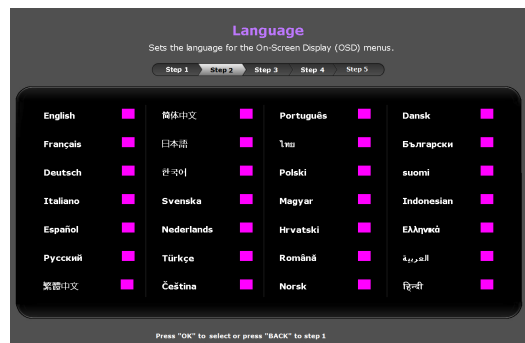 Language
Sets the language for the On-Screen Display (OSD) menus.
Step 1 Step 2 Step 3 Step 4 Step 5
English 简体中文 Português Dansk
Français 日本語 ไทย Български
Deutsch 한국어 Polski suomi
Italiano Svenska Magyar Indonesian
Español Nederlands Hrvatski Ελληνικά
Русский Türkçe Română العربية
繁體中文 Čeština Norsk हिन्दी
Press "OK" to select or press "BACK" to step 1